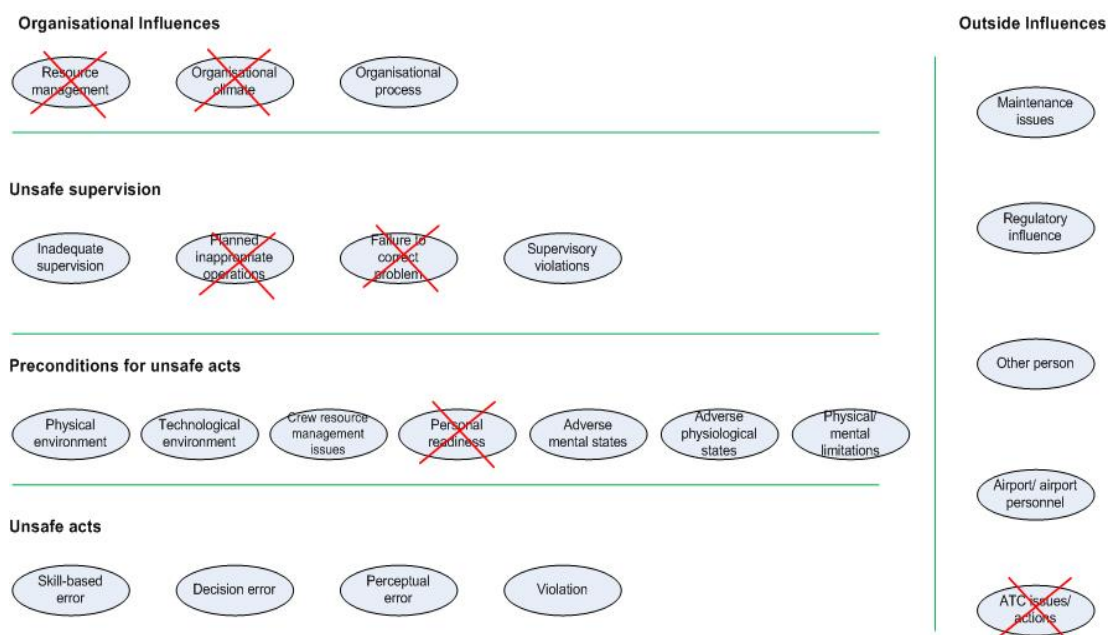 Organisational Influences
Resource
management
Organisational
climate
Organisational
process
Unsafe supervision
Inadequate
supervision
Planned
inappropriate
operations
Failure to
correct
problem
Supervisory
violations
Preconditions for unsafe acts
Physical
environment
Technological
environment
Crew resource
management
issues
Personal
readiness
Adverse
mental states
Adverse
physiological
states
Physical/
mental
limitations
Unsafe acts
Skill-based
error
Decision error
Perceptual
error
Violation
Outside Influences
Maintenance
issues
Regulatory
influence
Other person
Airport/ airport
personnel
ATC issues/
actions